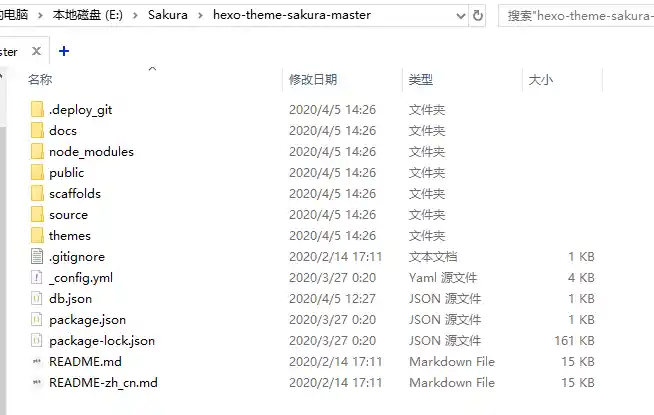 的电脑 > 本地磁盘 (E:) > Sakura > hexo-theme-sakura-master 搜索"hexo-theme-sakura-
ster
名称 修改日期 类型 大小
.deploy_git 2020/4/5 14:26 文件夹
docs 2020/4/5 14:26 文件夹
node_modules 2020/4/5 14:26 文件夹
public 2020/4/5 14:26 文件夹
scaffolds 2020/4/5 14:26 文件夹
source 2020/4/5 14:26 文件夹
themes 2020/4/5 14:26 文件夹
.gitignore 2020/2/14 17:11 文本文档 1 KB
_config.yml 2020/3/27 0:20 Yaml 源文件 4 KB
db.json 2020/4/5 12:27 JSON 源文件 1 KB
package.json 2020/3/27 0:20 JSON 源文件 1 KB
package-lock.json 2020/3/27 0:20 JSON 源文件 161 KB
README.md 2020/2/14 17:11 Markdown File 15 KB
README-zh_cn.md 2020/2/14 17:11 Markdown File 15 KB